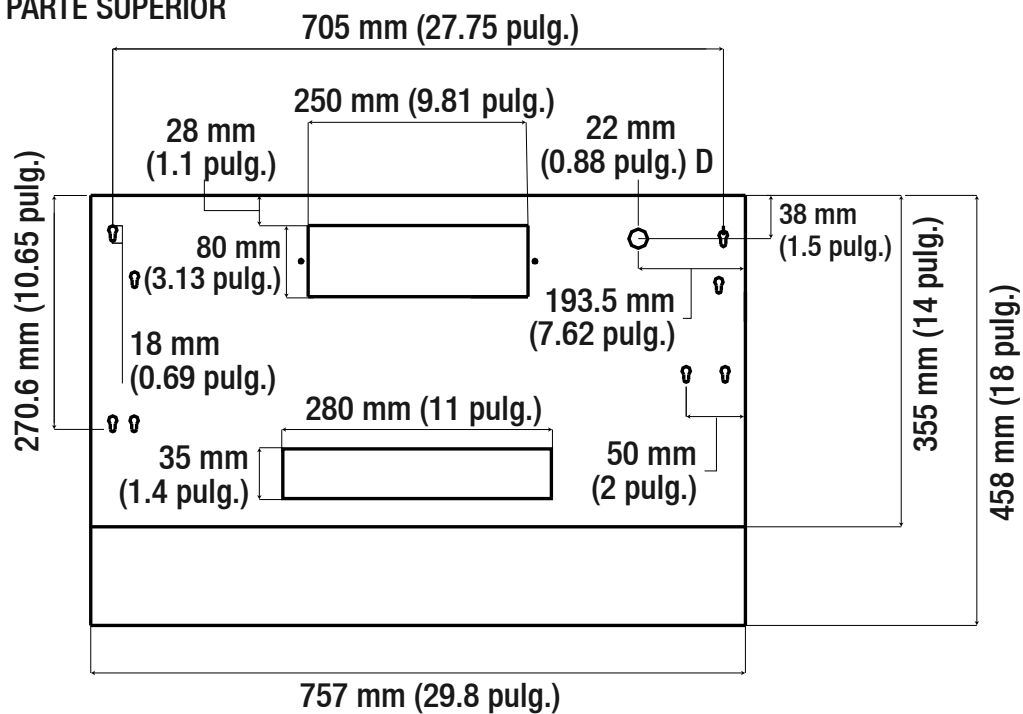 PARTE SUPERIOR
705 mm (27.75 pulg.)
250 mm (9.81 pulg.)
28 mm
(1.1 pulg.)
22 mm
(0.88 pulg.) D
38 mm
(1.5 pulg.)
80 mm
(3.13 pulg.)
193.5 mm
(7.62 pulg.)
18 mm
(0.69 pulg.)
270.6 mm (10.65 pulg.)
280 mm (11 pulg.)
35 mm
(1.4 pulg.)
50 mm
(2 pulg.)
355 mm (14 pulg.)
458 mm (18 pulg.)
757 mm (29.8 pulg.)